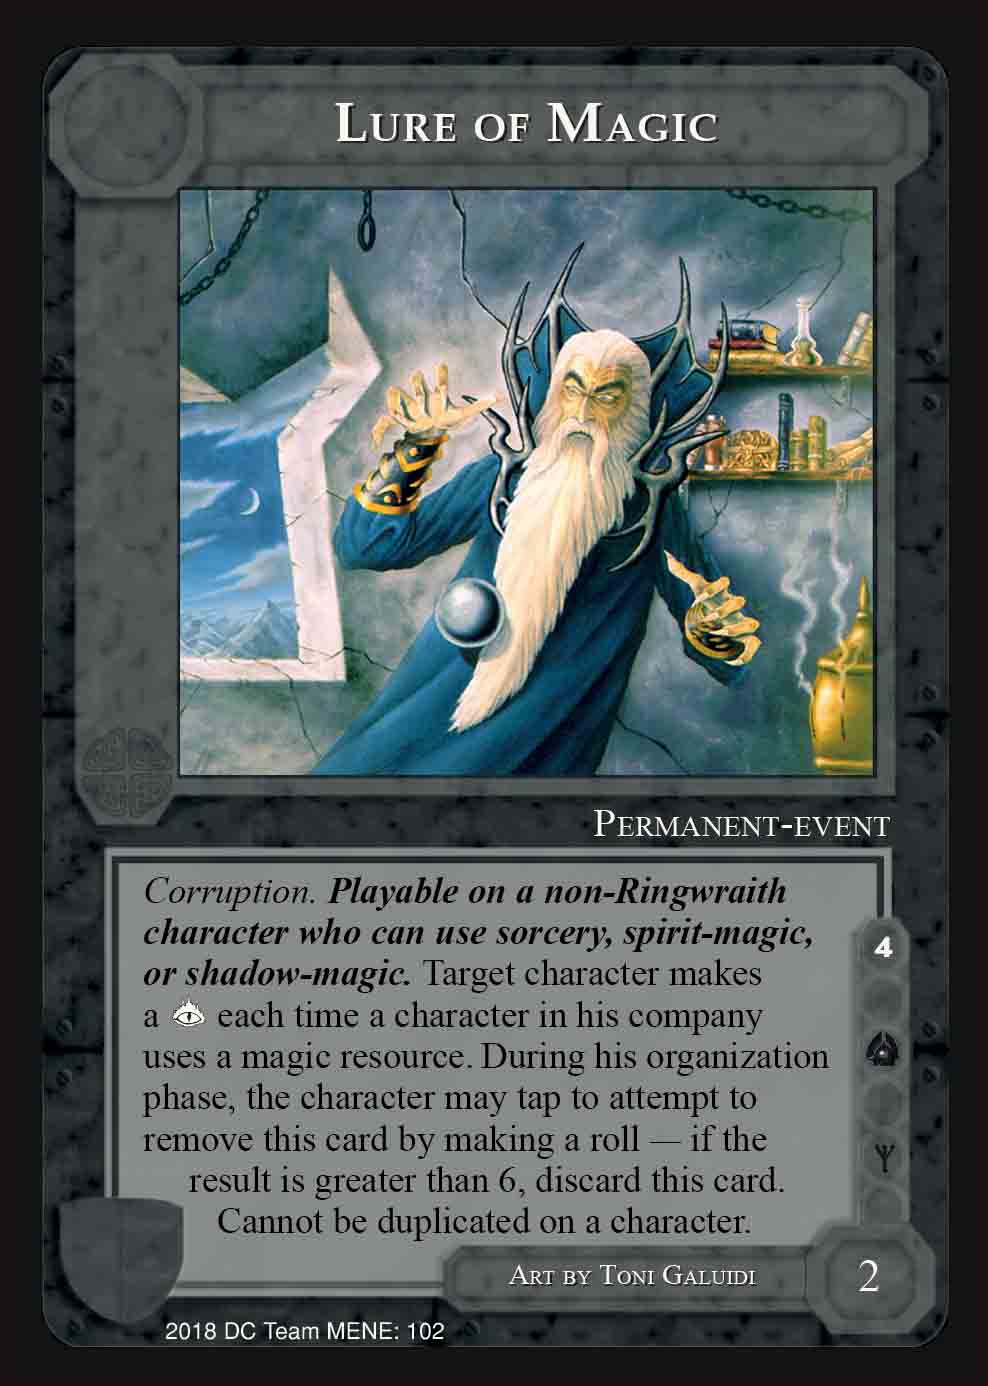 Lure of Magic
Permanent-event
Corruption. Playable on a non-Ringwraith
character who can use sorcery, spirit-magic,
or shadow-magic. Target character makes
a each time a character in his company
uses a magic resource. During his organization
phase, the character may tap to attempt to
remove this card by making a roll — if the
result is greater than 6, discard this card.
Cannot be duplicated on a character.
4
Art by Toni Galuidi
2
2018 DC Team MENE: 102